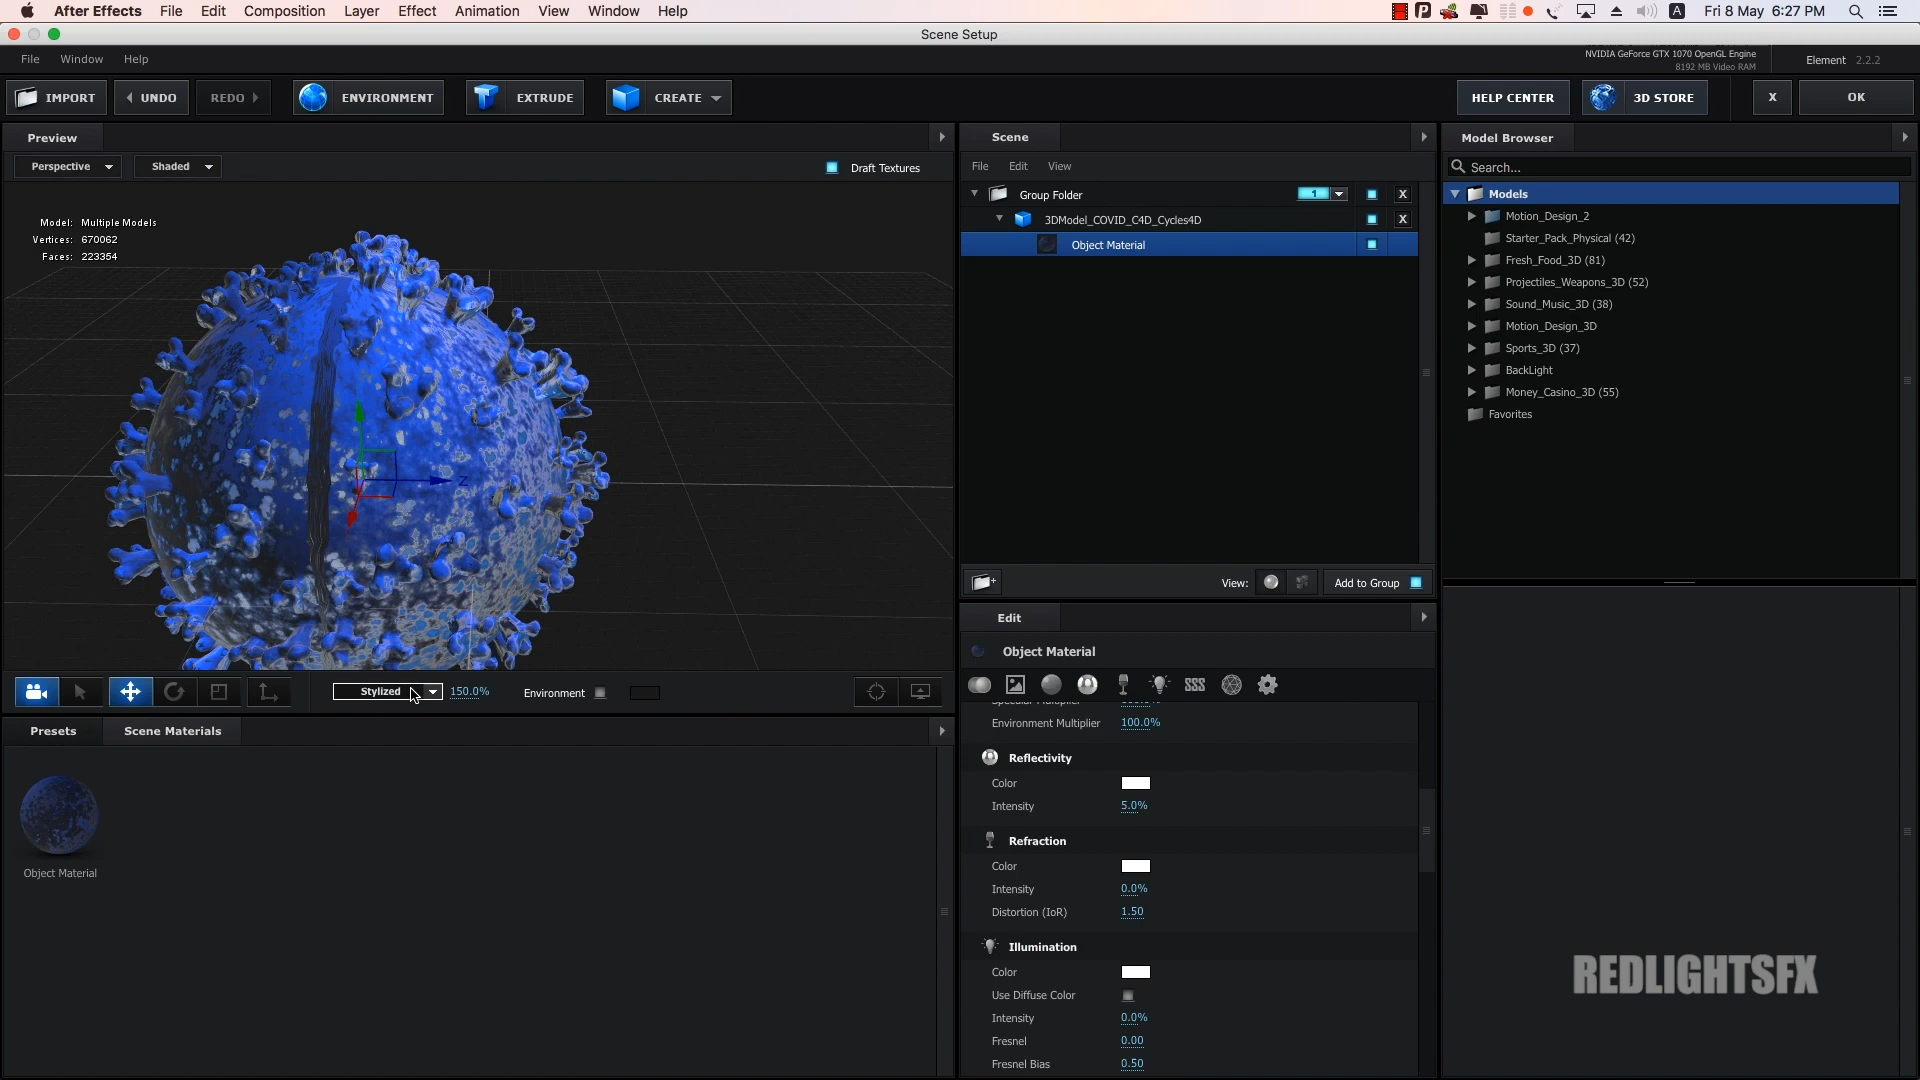 After Effects File Edit Composition Layer Effect Animation View Window Help
A Fri 8 May 6:27 PM
Scene Setup
File Window Help
NVIDIA GeForce GTX 1070 OpenGL Engine
8192 MB Video RAM
Element 2.2.2
IMPORT UNDO REDO ENVIRONMENT EXTRUDE CREATE
HELP CENTER 3D STORE X OK
Preview
Perspective Shaded Draft Textures
Model: Multiple Models
Vertices: 670062
Faces: 223354
Z
Stylized 150.0% Environment
Presets Scene Materials
Object Material
Scene
File Edit View
Group Folder 1 X
3DModel_COVID_C4D_Cycles4D X
Object Material
View: Add to Group
Edit
Object Material
SSS
Specular Multiplier
Environment Multiplier 100.0%
Reflectivity
Color
Intensity 5.0%
Refraction
Color
Intensity 0.0%
Distortion (IoR) 1.50
Illumination
Color
Use Diffuse Color
Intensity 0.0%
Fresnel 0.00
Fresnel Bias 0.50
Model Browser
Search...
Models
Motion_Design_2
Starter_Pack_Physical (42)
Fresh_Food_3D (81)
Projectiles_Weapons_3D (52)
Sound_Music_3D (38)
Motion_Design_3D
Sports_3D (37)
BackLight
Money_Casino_3D (55)
Favorites
REDLIGHTSFX